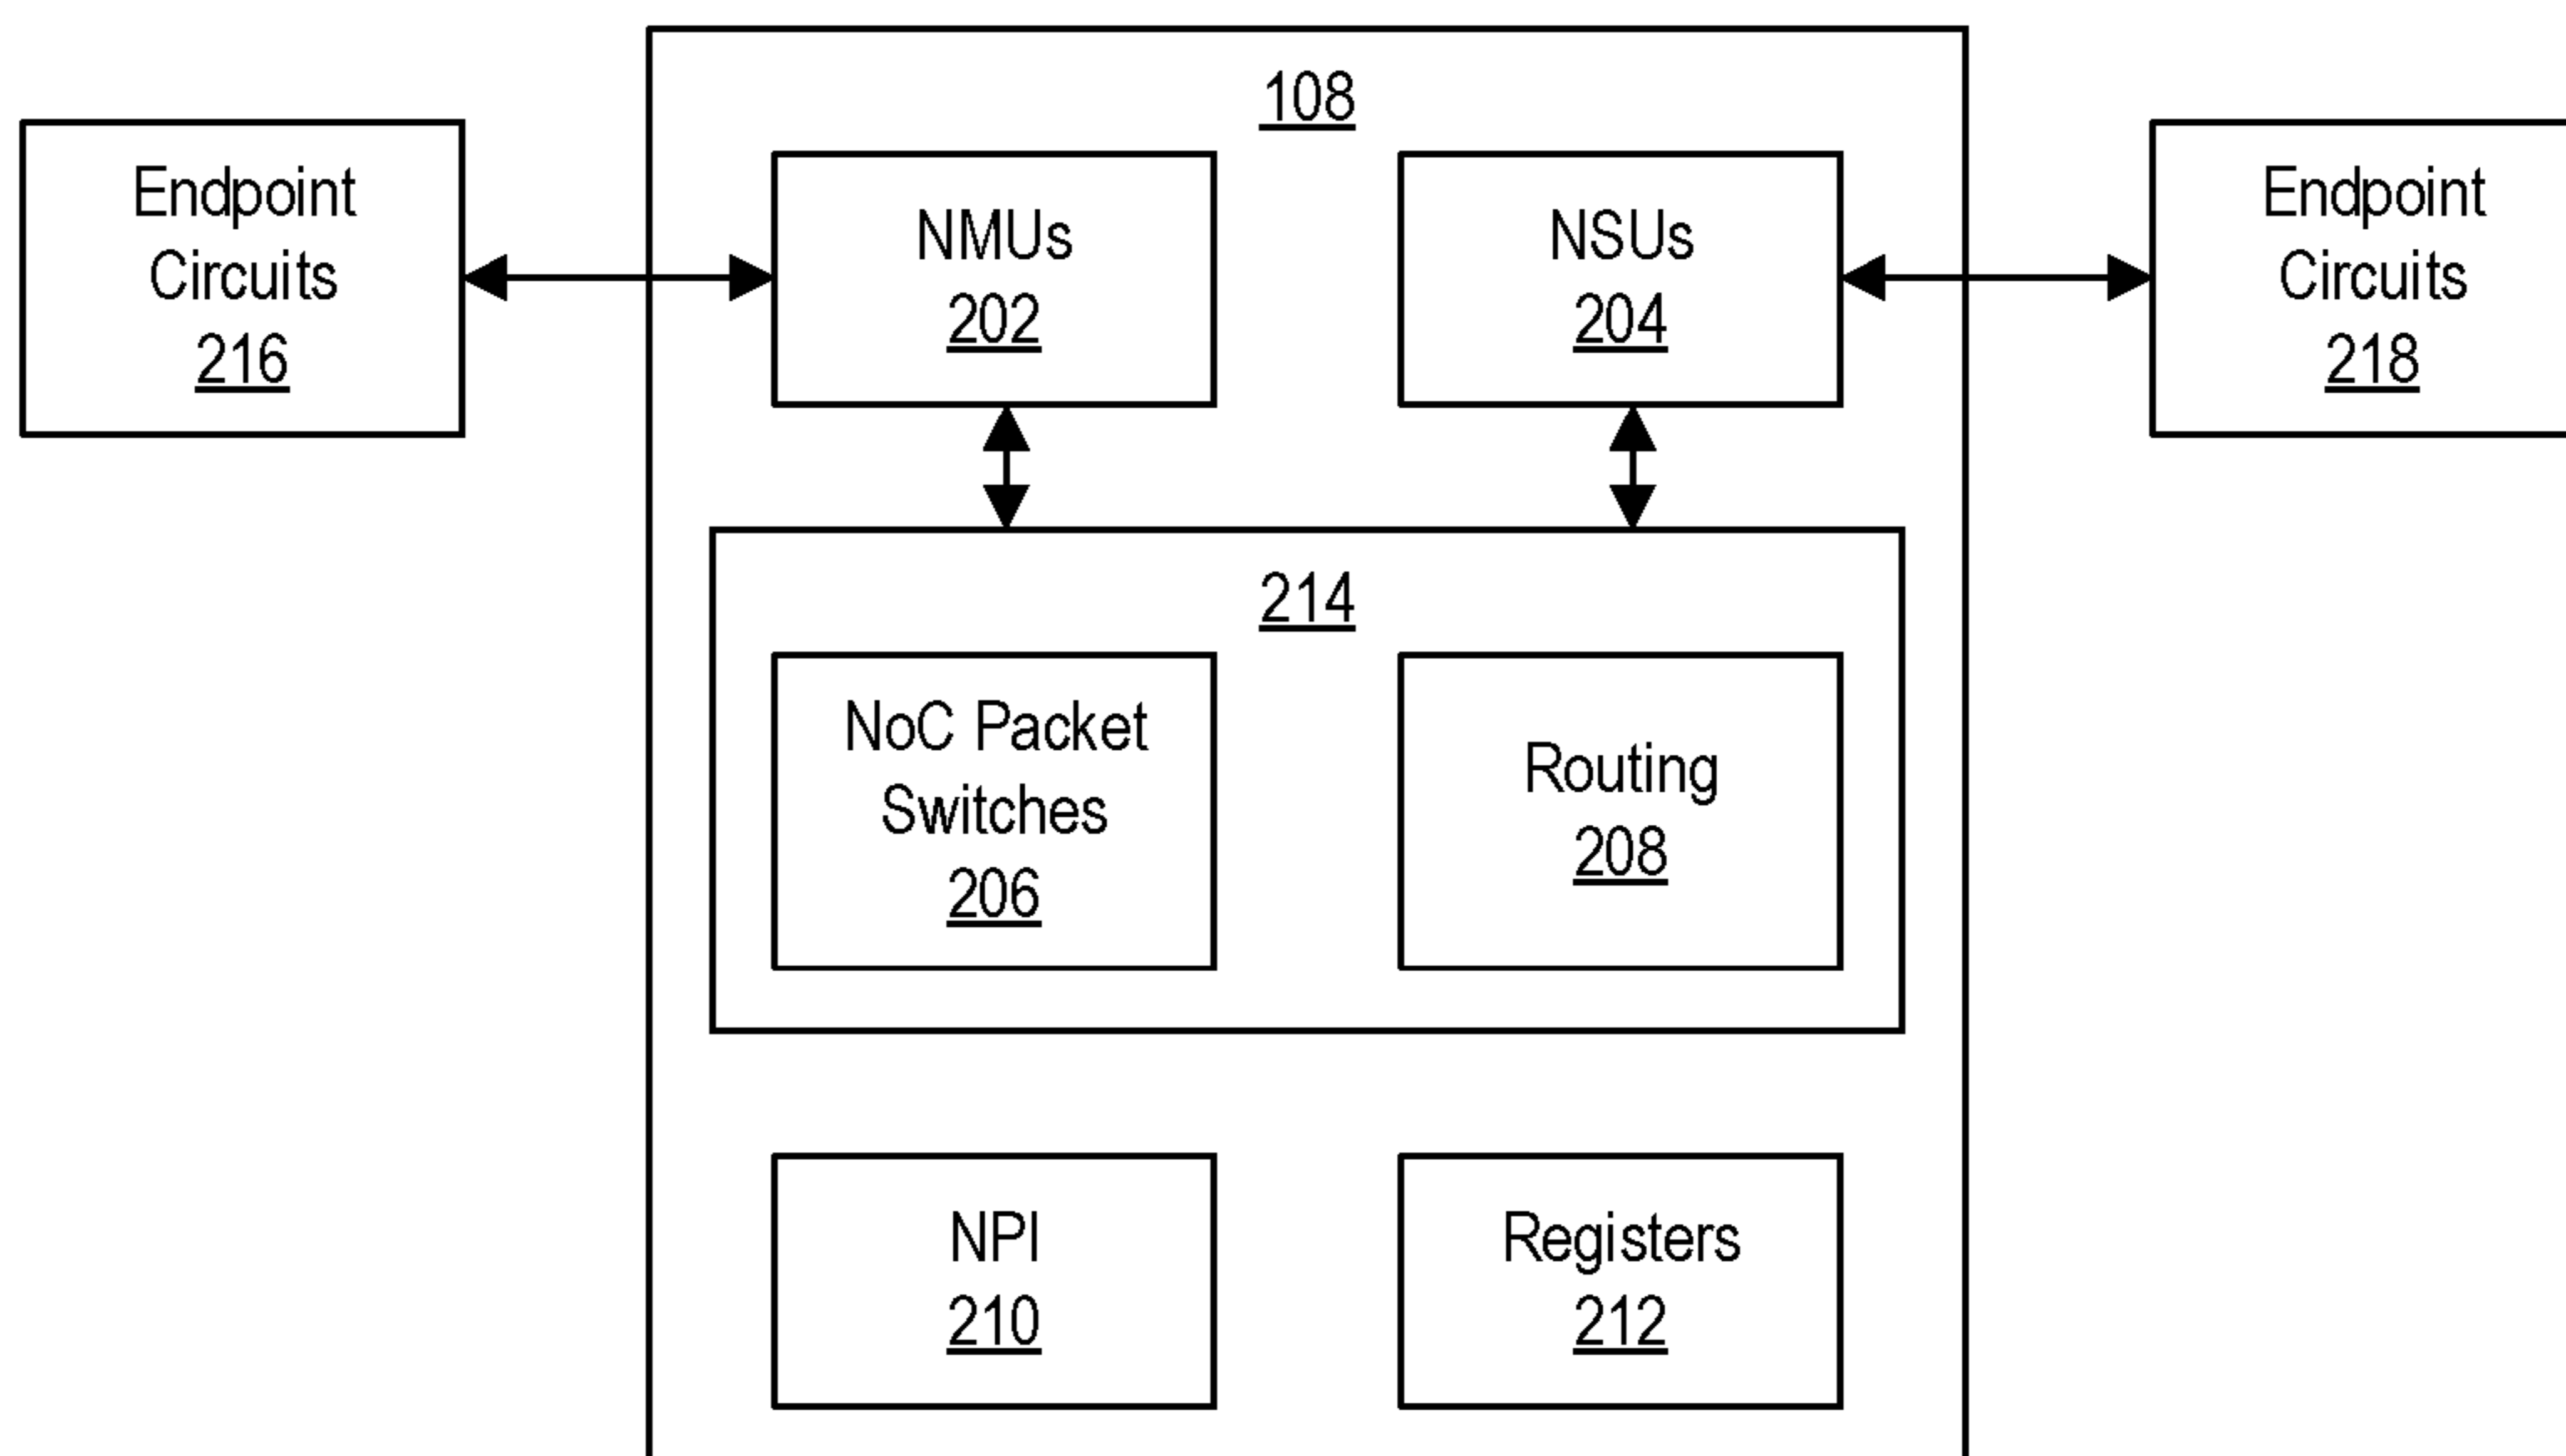 108
Endpoint
Circuits
216
NMUs
202
NSUs
204
Endpoint
Circuits
218
214
NoC Packet
Switches
206
Routing
208
NPI
210
Registers
212